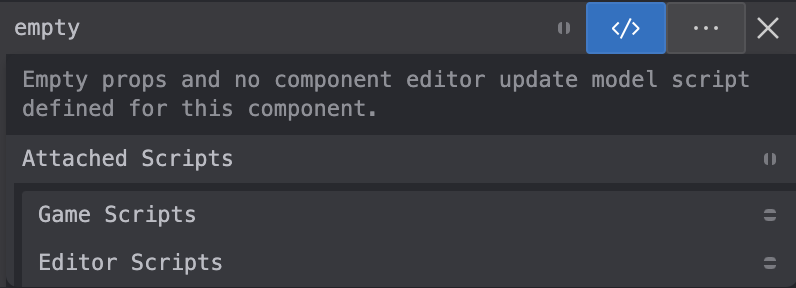 empty
</> ...
Empty props and no component editor update model script
defined for this component.
Attached Scripts
Game Scripts
Editor Scripts